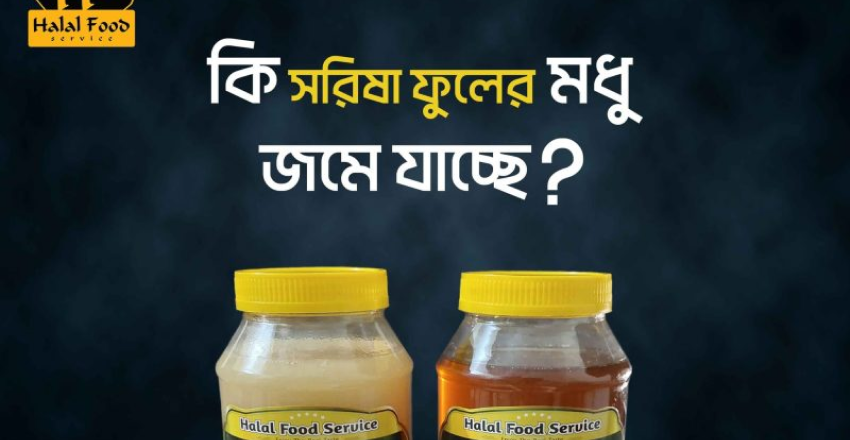 Halal Food
service
কি সরিষা ফুলের মধু
জমে যাচ্ছে?
Halal Food Service
Halal Food Service